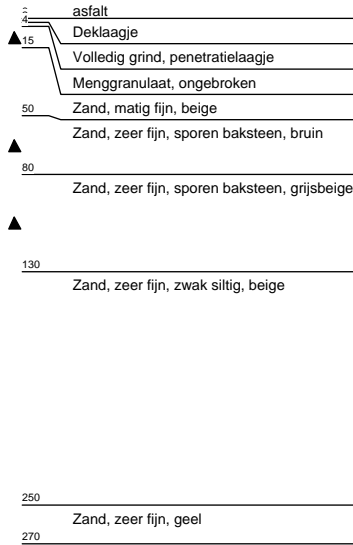 asfalt
4
Deklaagje
15
Volledig grind, penetratielaagje
Menggranulaat, ongebroken
50
Zand, matig fijn, beige
Zand, zeer fijn, sporen baksteen, bruin
80
Zand, zeer fijn, sporen baksteen, grijsbeige
130
Zand, zeer fijn, zwak siltig, beige
250
Zand, zeer fijn, geel
270